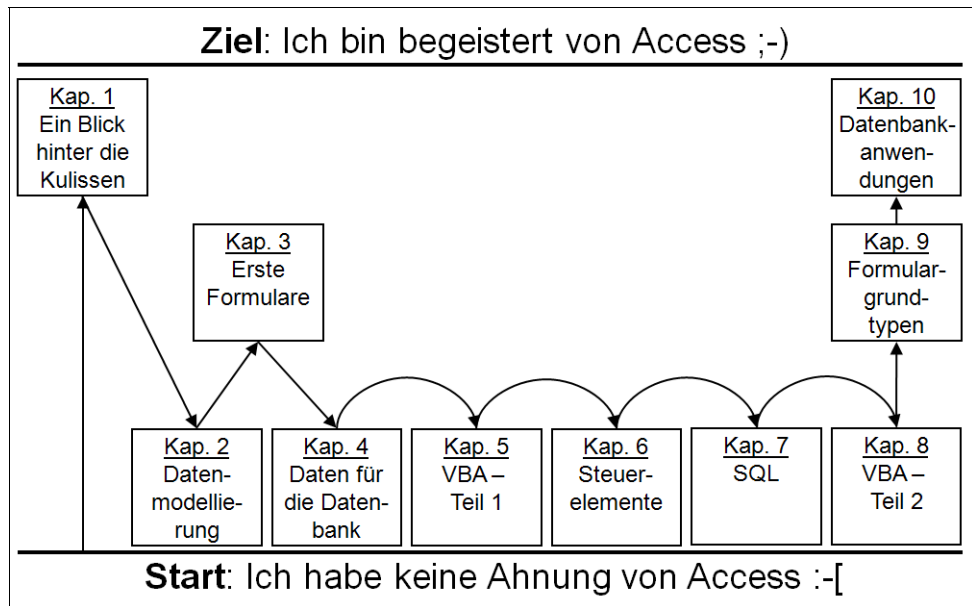 Ziel: Ich bin begeistert von Access ;-)
Kap. 1
Ein Blick
hinter die
Kulissen
Kap. 10
Datenbank-
anwen-
dungen
Kap. 3
Erste
Formulare
Kap. 9
Formular-
grund-
typen
Kap. 2
Daten-
modellie-
rung
Kap. 4
Daten für
die Daten-
bank
Kap. 5
VBA –
Teil 1
Kap. 6
Steuer-
elemente
Kap. 7
SQL
Kap. 8
VBA –
Teil 2
Start: Ich habe keine Ahnung von Access :-[